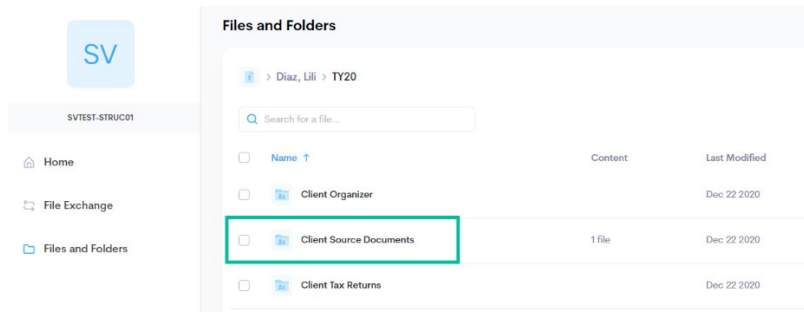 SV
SVTEST-STRUC01
Home
File Exchange
Files and Folders
Files and Folders
> Diaz, Lili > TY20
Search for a file...
Name ↑ Content Last Modified
Client Organizer Dec 22 2020
Client Source Documents 1 file Dec 22 2020
Client Tax Returns Dec 22 2020